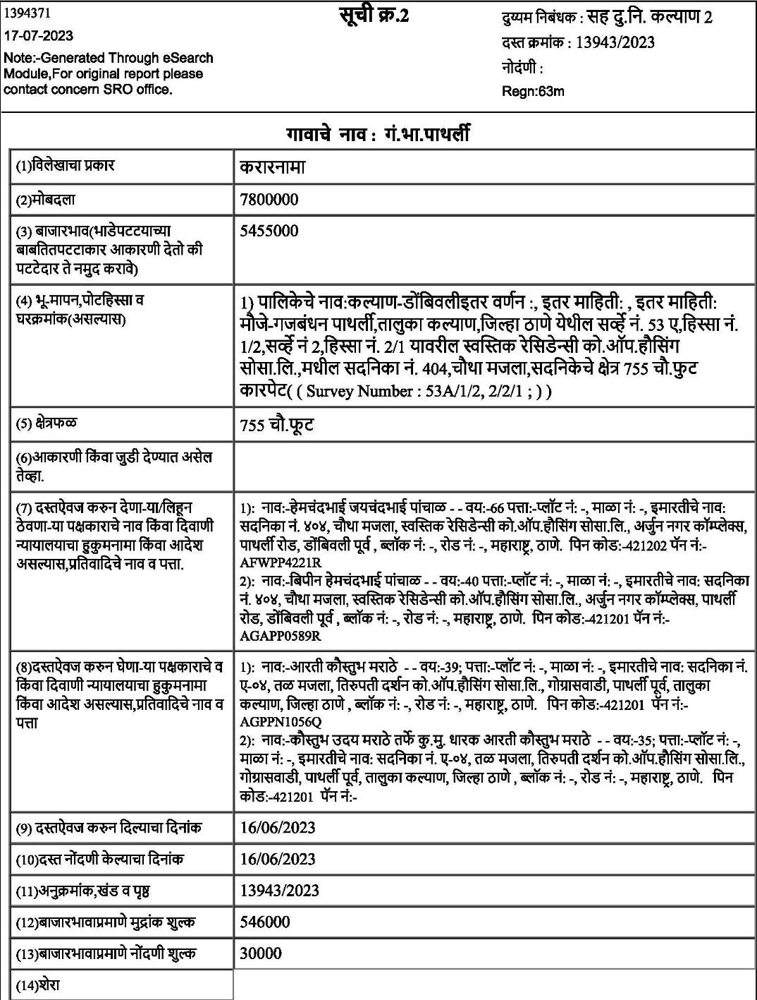 1394371
17-07-2023
Note:-Generated Through eSearch
Module,For original report please
contact concern SRO office.
सूची क्र.2
दुय्यम निबंधक : सह दु.नि. कल्याण 2
दस्त क्रमांक : 13943/2023
नोदंणी :
Regn:63m
गावाचे नाव : गं.भा.पाथर्ली
(1)विलेखाचा प्रकार
करारनामा
(2)मोबदला
7800000
(3) बाजारभाव(भाडेपटटयाच्या
बाबतितपटटाकार आकारणी देतो की
पटटेदार ते नमुद करावे)
5455000
(4) भू-मापन,पोटहिस्सा व
घरक्रमांक(असल्यास)
1) पालिकेचे नाव:कल्याण-डोंबिवलीइतर वर्णन :, इतर माहिती: , इतर माहिती:
मौजे-गजबंधन पाथर्ली,तालुका कल्याण,जिल्हा ठाणे येथील सर्व्हे नं. 53 ए,हिस्सा नं.
1/2,सर्व्हे नं 2,हिस्सा नं. 2/1 यावरील स्वस्तिक रेसिडेन्सी को.ऑप.हौसिंग
सोसा.लि.,मधील सदनिका नं. 404,चौथा मजला,सदनिकेचे क्षेत्र 755 चौ.फुट
कारपेट( ( Survey Number : 53A/1/2, 2/2/1 ; ) )
(5) क्षेत्रफळ
755 चौ.फूट
(6)आकारणी किंवा जुडी देण्यात असेल
तेव्हा.
(7) दस्तऐवज करुन देणा-या/लिहून
ठेवणा-या पक्षकाराचे नाव किंवा दिवाणी
न्यायालयाचा हुकुमनामा किंवा आदेश
असल्यास,प्रतिवादिचे नाव व पत्ता.
1): नाव:-हेमचंदभाई जयचंदभाई पांचाळ - - वय:-66 पत्ता:-प्लॉट नं: -, माळा नं: -, इमारतीचे नाव:
सदनिका नं. ४०४, चौथा मजला, स्वस्तिक रेसिडेन्सी को.ऑप.हौसिंग सोसा.लि., अर्जुन नगर कॉम्प्लेक्स,
पाथर्ली रोड, डोंबिवली पूर्व , ब्लॉक नं: -, रोड नं: -, महाराष्ट्र, ठाणे. पिन कोड:-421202 पॅन नं:-
AFWPP4221R
2): नाव:-बिपीन हेमचंदभाई पांचाळ - - वय:-40 पत्ता:-प्लॉट नं: -, माळा नं: -, इमारतीचे नाव: सदनिका
नं. ४०४, चौथा मजला, स्वस्तिक रेसिडेन्सी को.ऑप.हौसिंग सोसा.लि., अर्जुन नगर कॉम्प्लेक्स, पाथर्ली
रोड, डोंबिवली पूर्व , ब्लॉक नं: -, रोड नं: -, महाराष्ट्र, ठाणे. पिन कोड:-421201 पॅन नं:-
AGAPP0589R
(8)दस्तऐवज करुन घेणा-या पक्षकाराचे व
किंवा दिवाणी न्यायालयाचा हुकुमनामा
किंवा आदेश असल्यास,प्रतिवादिचे नाव व
पत्ता
1): नाव:-आरती कौस्तुभ मराठे - - वय:-39; पत्ता:-प्लॉट नं: -, माळा नं: -, इमारतीचे नाव: सदनिका नं.
ए-०४, तळ मजला, तिरुपती दर्शन को.ऑप.हौसिंग सोसा.लि., गोग्रासवाडी, पाथर्ली पूर्व, तालुका
कल्याण, जिल्हा ठाणे , ब्लॉक नं: -, रोड नं: -, महाराष्ट्र, ठाणे. पिन कोड:-421201 पॅन नं:-
AGPPN1056Q
2): नाव:-कौस्तुभ उदय मराठे तर्फे कु.मु. धारक आरती कौस्तुभ मराठे - - वय:-35; पत्ता:-प्लॉट नं: -,
माळा नं: -, इमारतीचे नाव: सदनिका नं. ए-०४, तळ मजला, तिरुपती दर्शन को.ऑप.हौसिंग सोसा.लि.,
गोग्रासवाडी, पाथर्ली पूर्व, तालुका कल्याण, जिल्हा ठाणे , ब्लॉक नं: -, रोड नं: -, महाराष्ट्र, ठाणे. पिन
कोड:-421201 पॅन नं:-
(9) दस्तऐवज करुन दिल्याचा दिनांक
16/06/2023
(10)दस्त नोंदणी केल्याचा दिनांक
16/06/2023
(11)अनुक्रमांक,खंड व पृष्ठ
13943/2023
(12)बाजारभावाप्रमाणे मुद्रांक शुल्क
546000
(13)बाजारभावाप्रमाणे नोंदणी शुल्क
30000
(14)शेरा